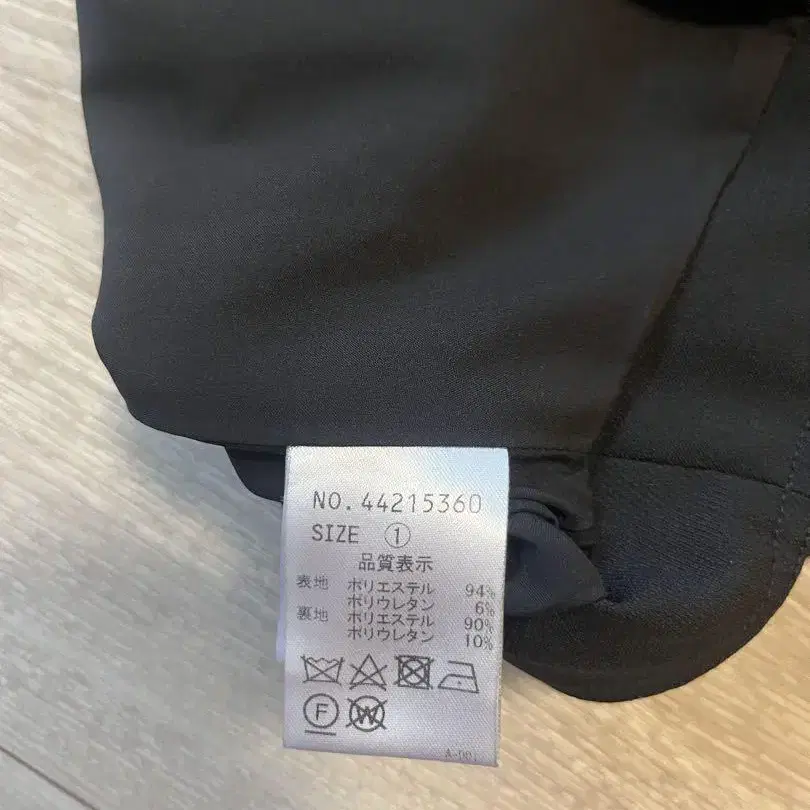 NO.44215360
SIZE ①
品質表示
表地 ポリエステル 94%
ポリウレタン 6%
裏地 ポリエステル 90%
ポリウレタン 10%
F W
A-001